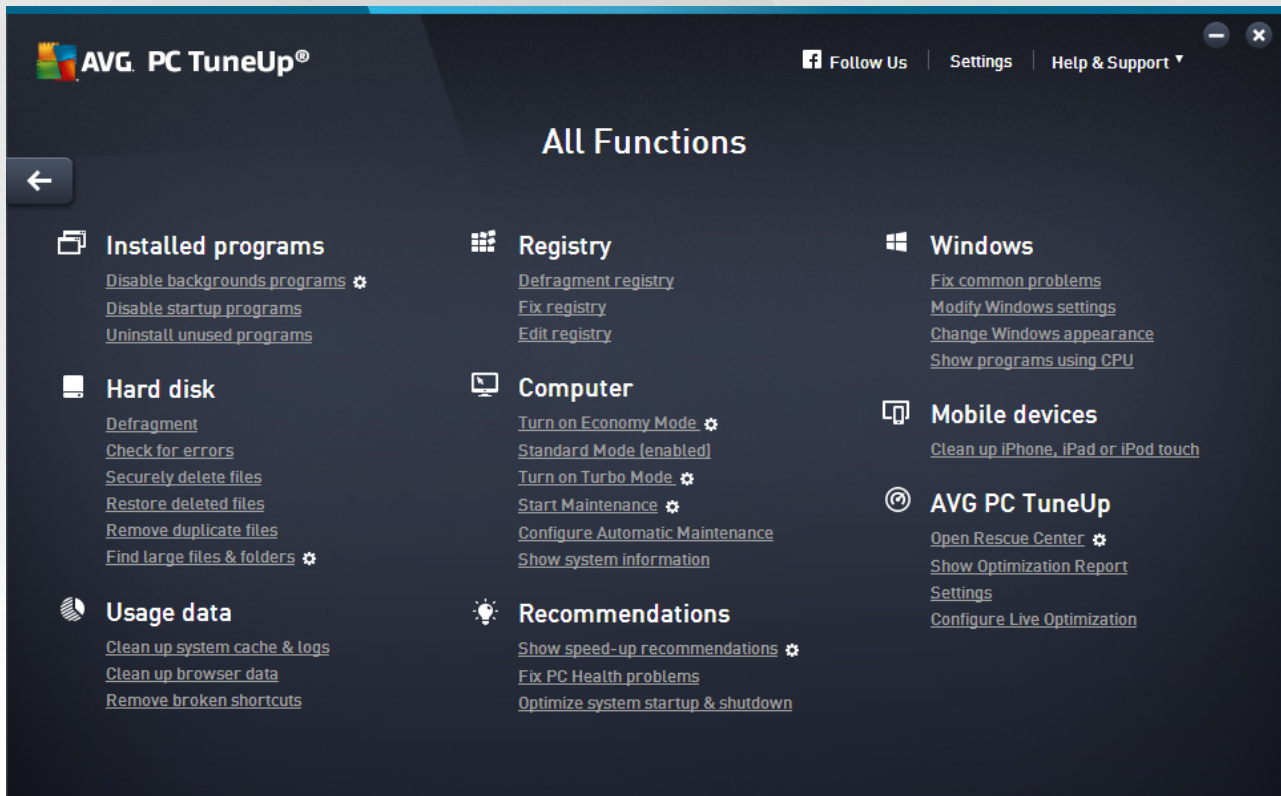 AVG. PC TuneUp®
Follow Us
Settings
Help & Support
All Functions
Installed programs
Disable backgrounds programs
Disable startup programs
Uninstall unused programs
Hard disk
Defragment
Check for errors
Securely delete files
Restore deleted files
Remove duplicate files
Find large files & folders
Usage data
Clean up system cache & logs
Clean up browser data
Remove broken shortcuts
Registry
Defragment registry
Fix registry
Edit registry
Computer
Turn on Economy Mode
Standard Mode (enabled)
Turn on Turbo Mode
Start Maintenance
Configure Automatic Maintenance
Show system information
Recommendations
Show speed-up recommendations
Fix PC Health problems
Optimize system startup & shutdown
Windows
Fix common problems
Modify Windows settings
Change Windows appearance
Show programs using CPU
Mobile devices
Clean up iPhone, iPad or iPod touch
AVG PC TuneUp
Open Rescue Center
Show Optimization Report
Settings
Configure Live Optimization